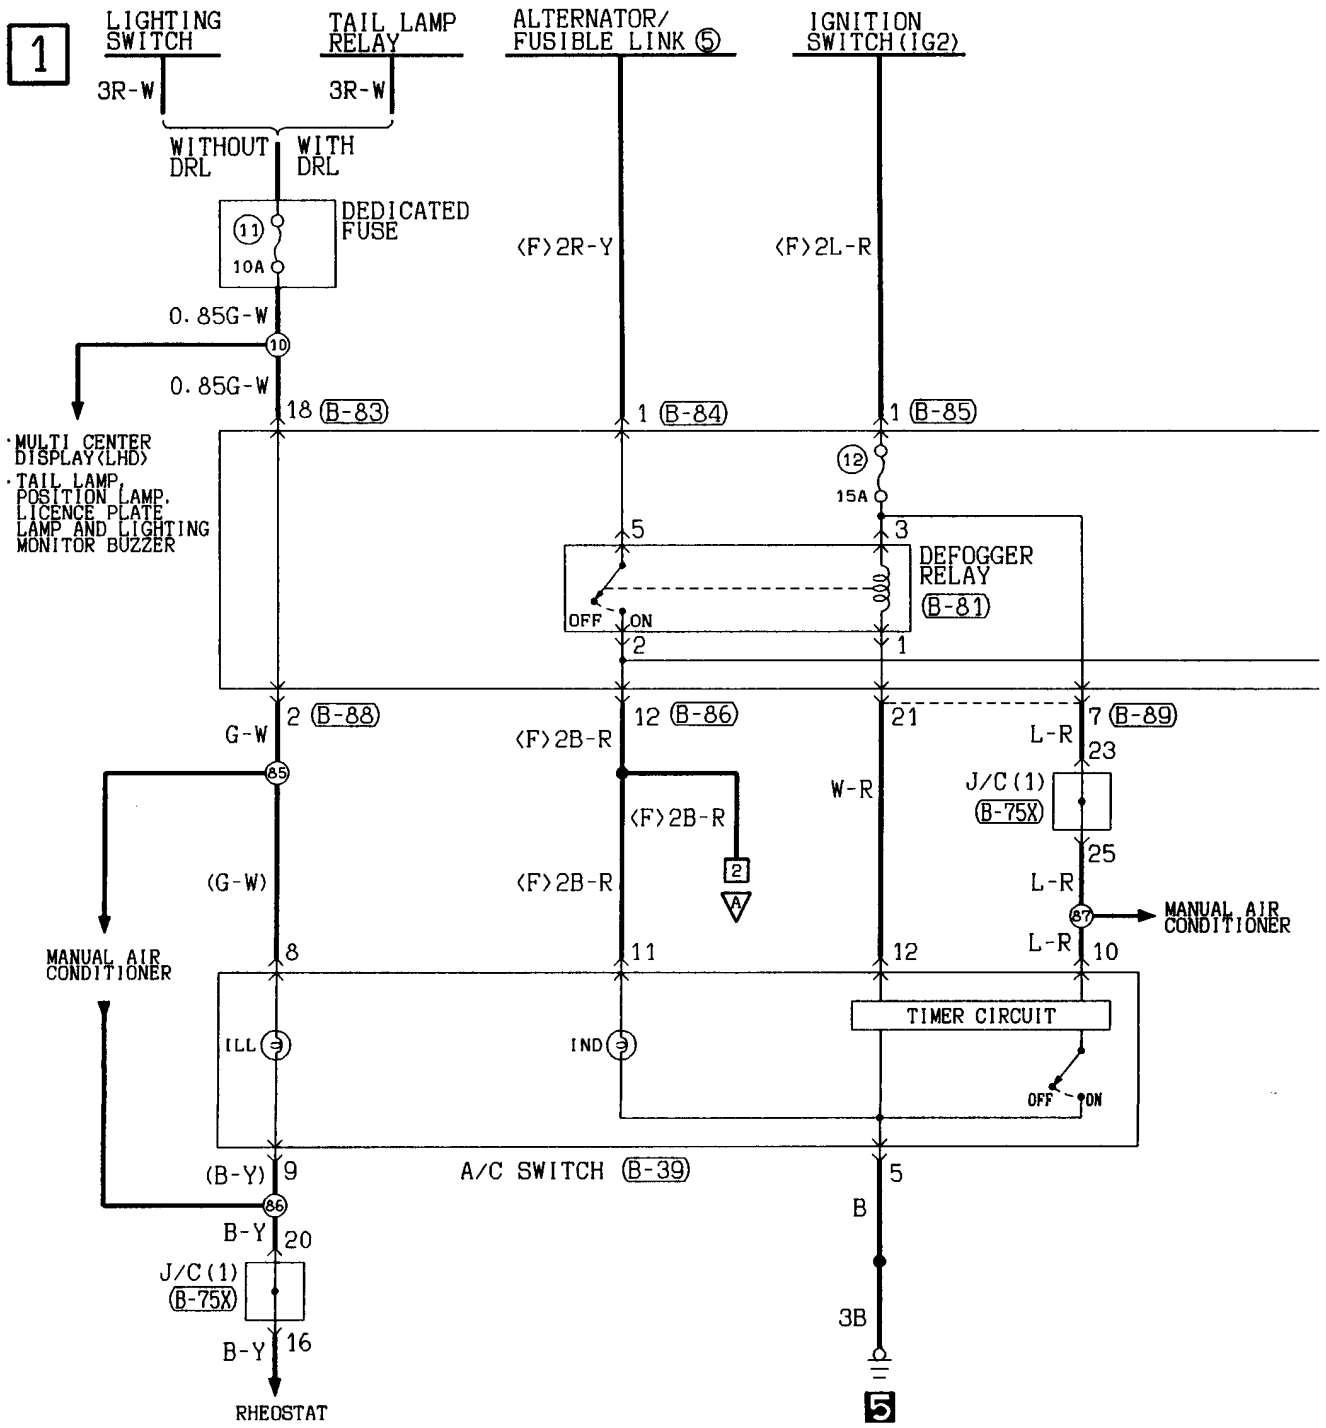 1
LIGHTING
SWITCH
TAIL LAMP
RELAY
ALTERNATOR/
FUSIBLE LINK ⑤
IGNITION
SWITCH(IG2)
3R-W
3R-W
WITHOUT
DRL
WITH
DRL
DEDICATED
FUSE
11
10A
<F>2R-Y
<F>2L-R
0.85G-W
10
0.85G-W
18 (B-83)
1 (B-84)
1 (B-85)
·MULTI CENTER
DISPLAY<LHD>
·TAIL LAMP,
POSITION LAMP,
LICENCE PLATE
LAMP AND LIGHTING
MONITOR BUZZER
12
15A
5
3
DEFOGGER
RELAY
(B-81)
OFF
ON
2
1
2 (B-88)
12 (B-86)
21
7 (B-89)
G-W
<F>2B-R
L-R
23
85
W-R
J/C(1)
(B-75X)
<F>2B-R
25
(G-W)
<F>2B-R
2
A
L-R
87
MANUAL AIR
CONDITIONER
L-R
MANUAL AIR
CONDITIONER
8
11
12
10
TIMER CIRCUIT
ILL
IND
OFF
ON
(B-Y)
9
A/C SWITCH (B-39)
5
86
B
B-Y
20
J/C(1)
(B-75X)
3B
B-Y
16
RHEOSTAT
5